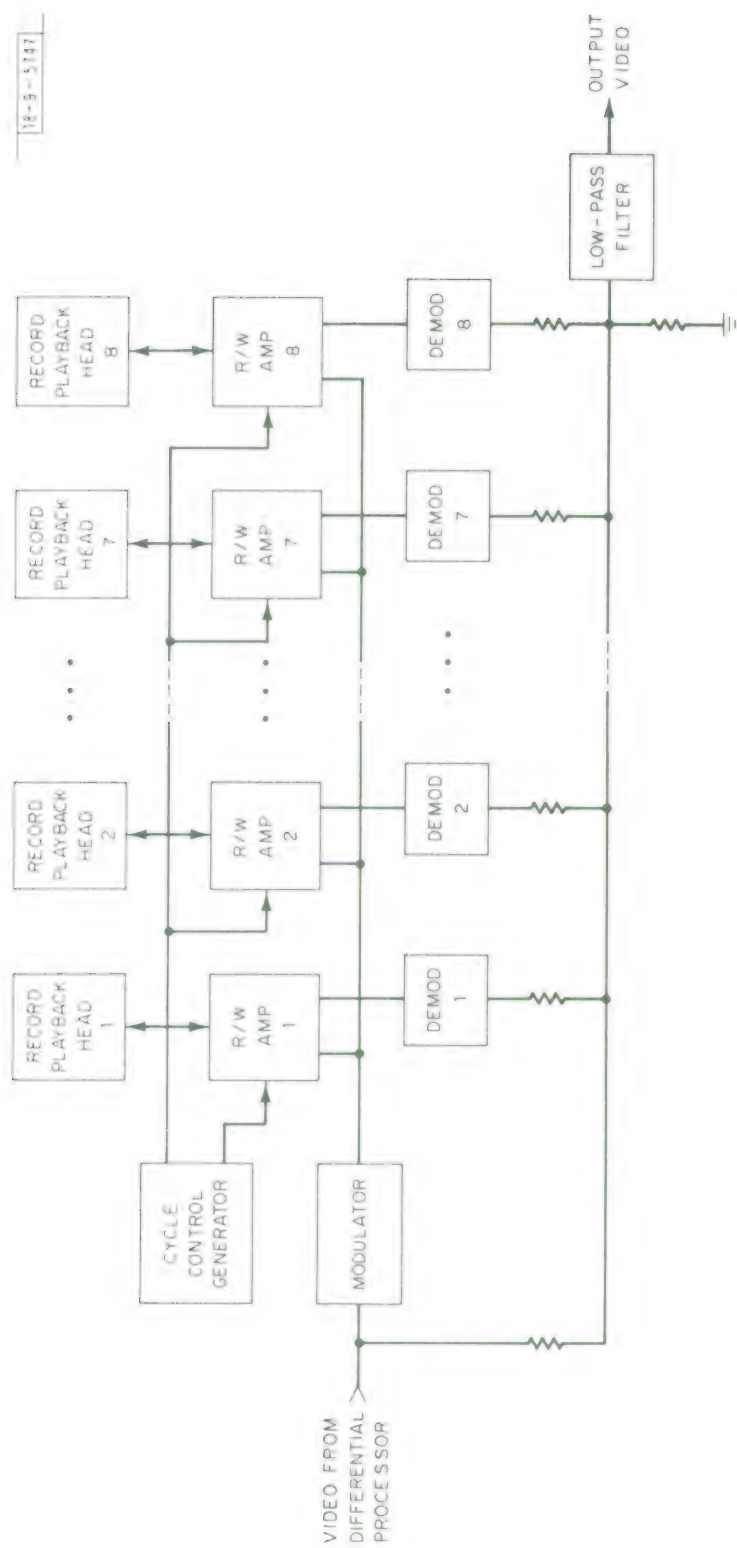 18-9-5147
RECORD
PLAYBACK
HEAD
1
RECORD
PLAYBACK
HEAD
2
RECORD
PLAYBACK
HEAD
7
RECORD
PLAYBACK
HEAD
8
CYCLE
CONTROL
GENERATOR
R/W
AMP
1
R/W
AMP
2
R/W
AMP
7
R/W
AMP
8
MODULATOR
DEMOD
1
DEMOD
2
DEMOD
7
DEMOD
8
VIDEO FROM
DIFFERENTIAL
PROCESSOR
LOW-PASS
FILTER
OUTPUT
VIDEO